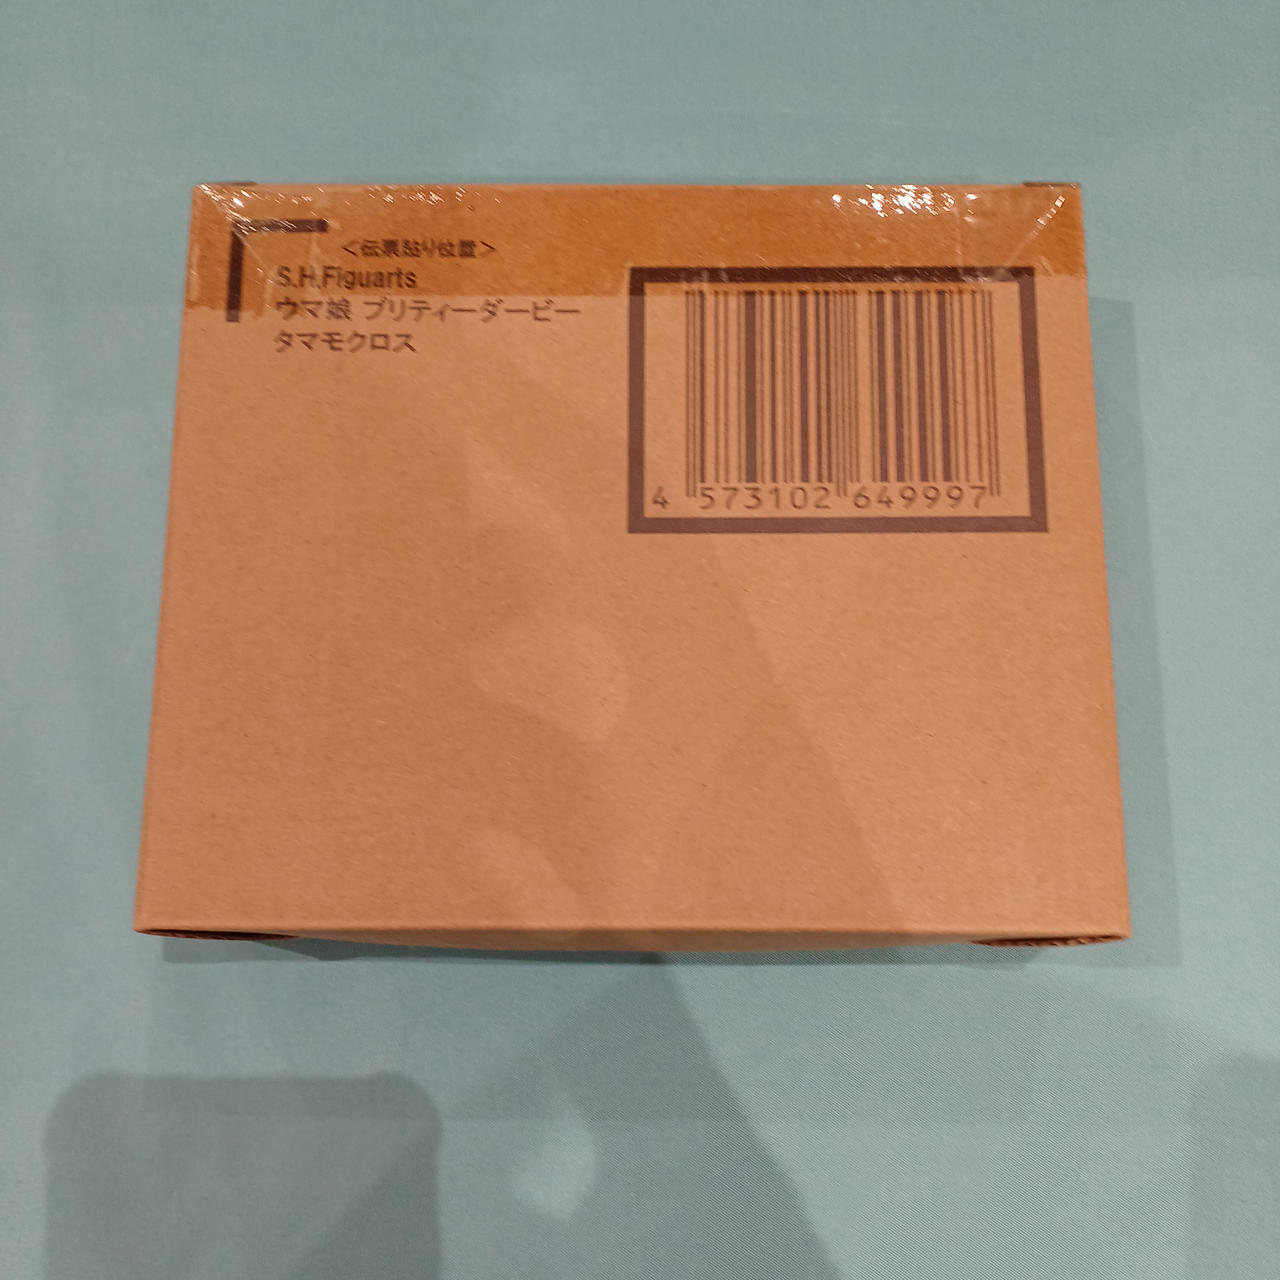 ＜伝票貼り位置＞
S.H.Figuarts
ウマ娘 プリティーダービー
タマモクロス
4 573102 649997